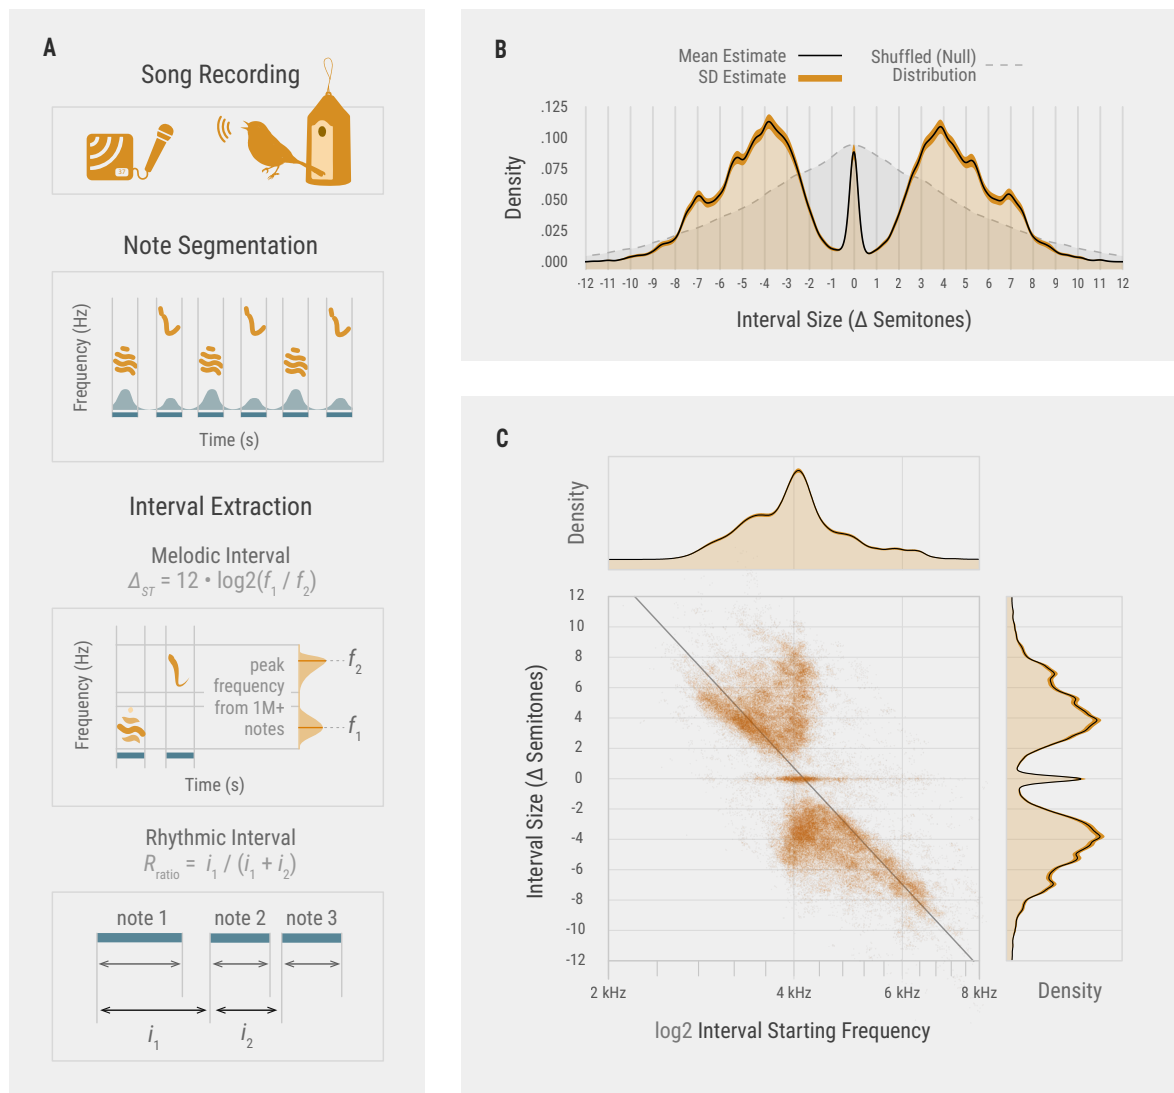 A
Song Recording
Note Segmentation
Frequency (Hz)
Time (s)
Interval Extraction
Melodic Interval
Δ_ST = 12 • log2(f_1 / f_2)
Frequency (Hz)
peak
frequency
from 1M+
notes
f_2
f_1
Time (s)
Rhythmic Interval
R_ratio = i_1 / (i_1 + i_2)
note 1 note 2 note 3
i_1 i_2
B
Mean Estimate
SD Estimate
Shuffled (Null)
Distribution
Density
.125
.100
.075
.050
.025
.000
-12 -11 -10 -9 -8 -7 -6 -5 -4 -3 -2 -1 0 1 2 3 4 5 6 7 8 9 10 11 12
Interval Size (Δ Semitones)
C
Density
Interval Size (Δ Semitones)
12
10
8
6
4
2
0
-2
-4
-6
-8
-10
-12
2 kHz 4 kHz 6 kHz 8 kHz
Density
log2 Interval Starting Frequency